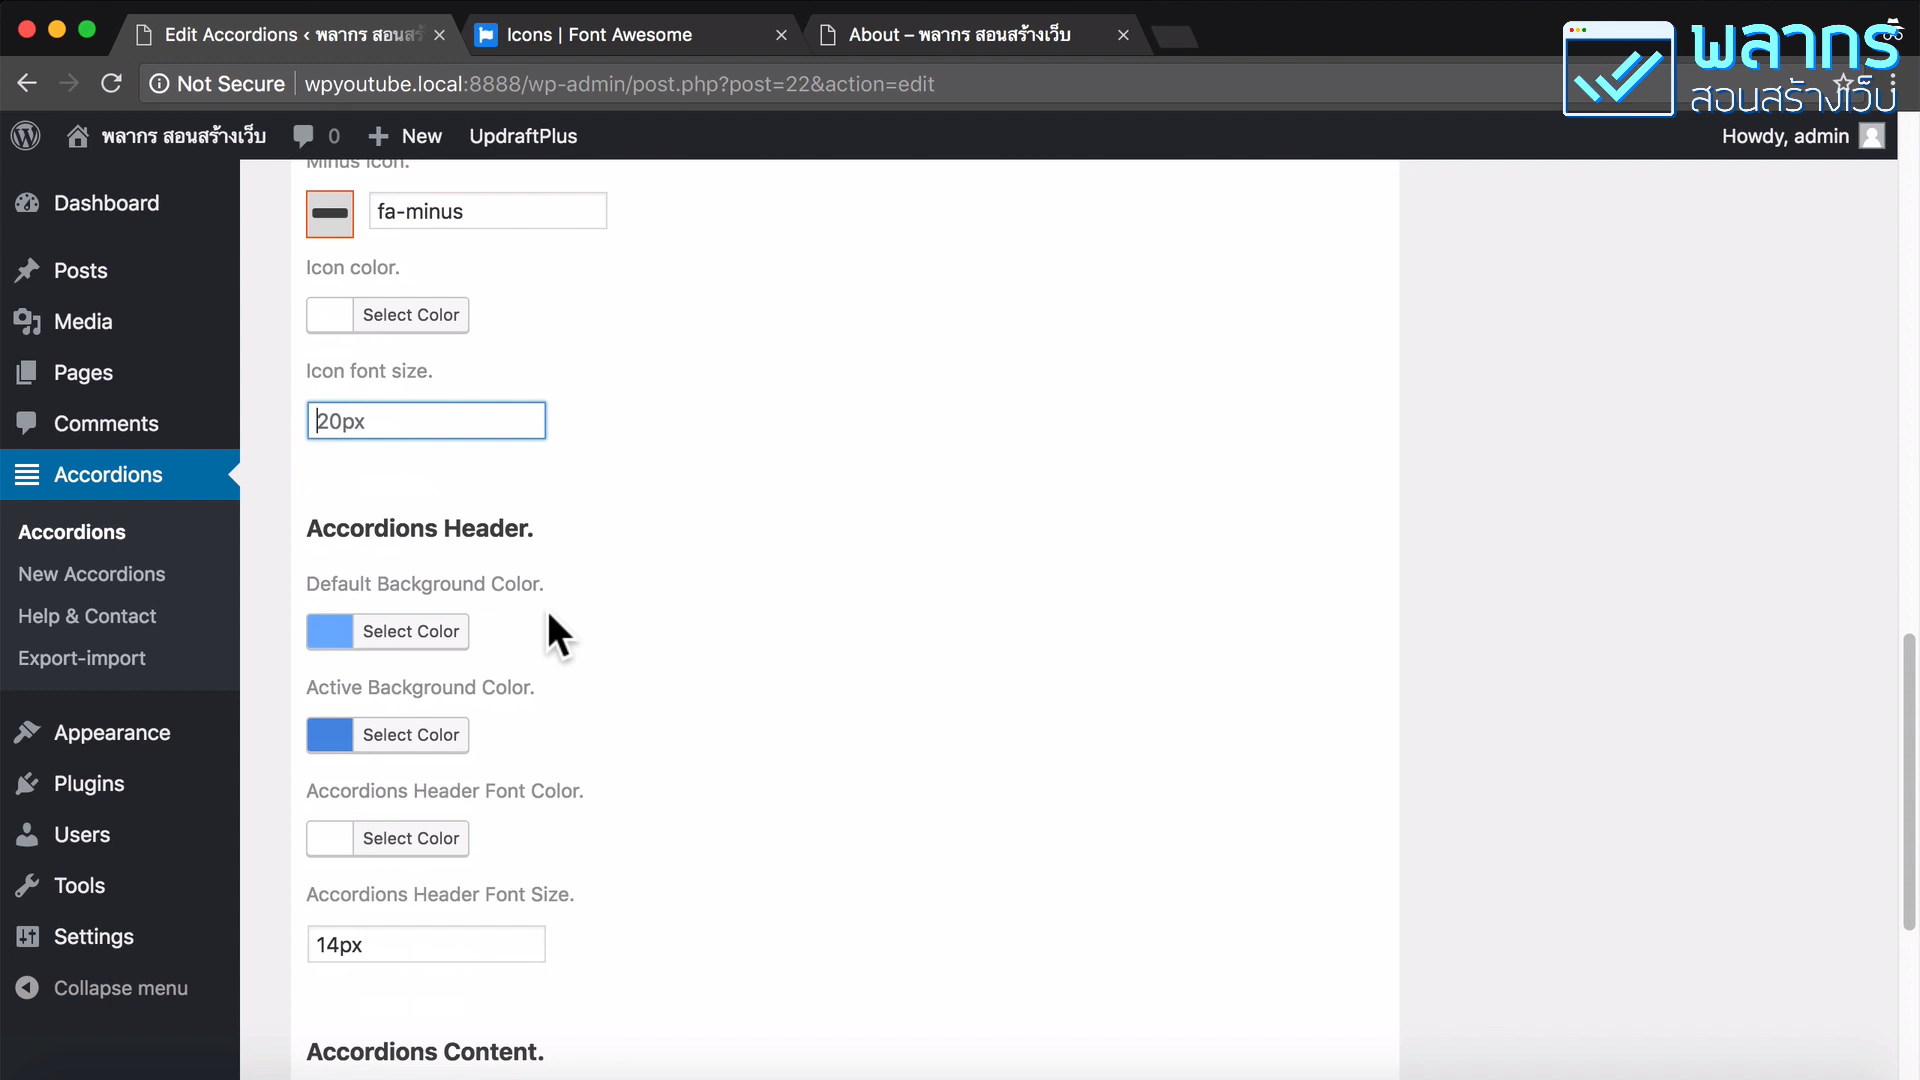 Edit Accordions ‹ พลากร สอนสร้
Icons | Font Awesome
About – พลากร สอนสร้างเว็บ
พลากร
สอนสร้างเว็บ
Not Secure
wpyoutube.local:8888/wp-admin/post.php?post=22&action=edit
พลากร สอนสร้างเว็บ
0
New
UpdraftPlus
Howdy, admin
Dashboard
Posts
Media
Pages
Comments
Accordions
Accordions
New Accordions
Help & Contact
Export-import
Appearance
Plugins
Users
Tools
Settings
Collapse menu
Minus icon.
fa-minus
Icon color.
Select Color
Icon font size.
20px
Accordions Header.
Default Background Color.
Select Color
Active Background Color.
Select Color
Accordions Header Font Color.
Select Color
Accordions Header Font Size.
14px
Accordions Content.